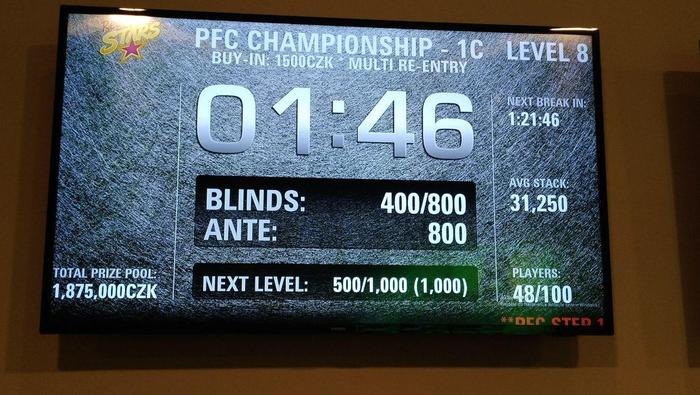 STARS
PFC CHAMPIONSHIP - 1C
BUY-IN: 1500CZK * MULTI RE-ENTRY
LEVEL 8
01:46
NEXT BREAK IN:
1:21:46
BLINDS: 400/800
ANTE: 800
AVG STACK:
31,250
NEXT LEVEL: 500/1,000 (1,000)
TOTAL PRIZE POOL:
1,875,000CZK
PLAYERS:
48/100